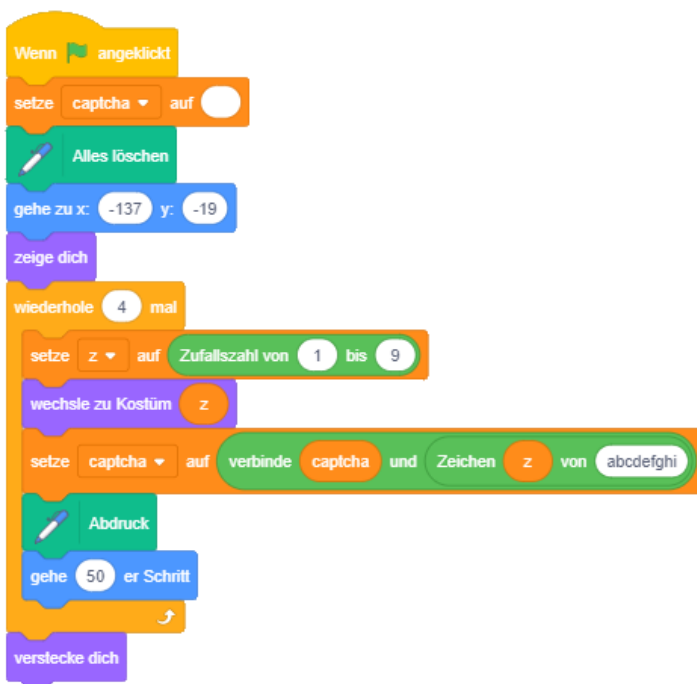 Wenn angeklickt
setze captcha auf
Alles löschen
gehe zu x: -137 y: -19
zeige dich
wiederhole 4 mal
setze z auf Zufallszahl von 1 bis 9
wechsle zu Kostüm z
setze captcha auf verbinde captcha und Zeichen z von abcdefghi
Abdruck
gehe 50 er Schritt
verstecke dich